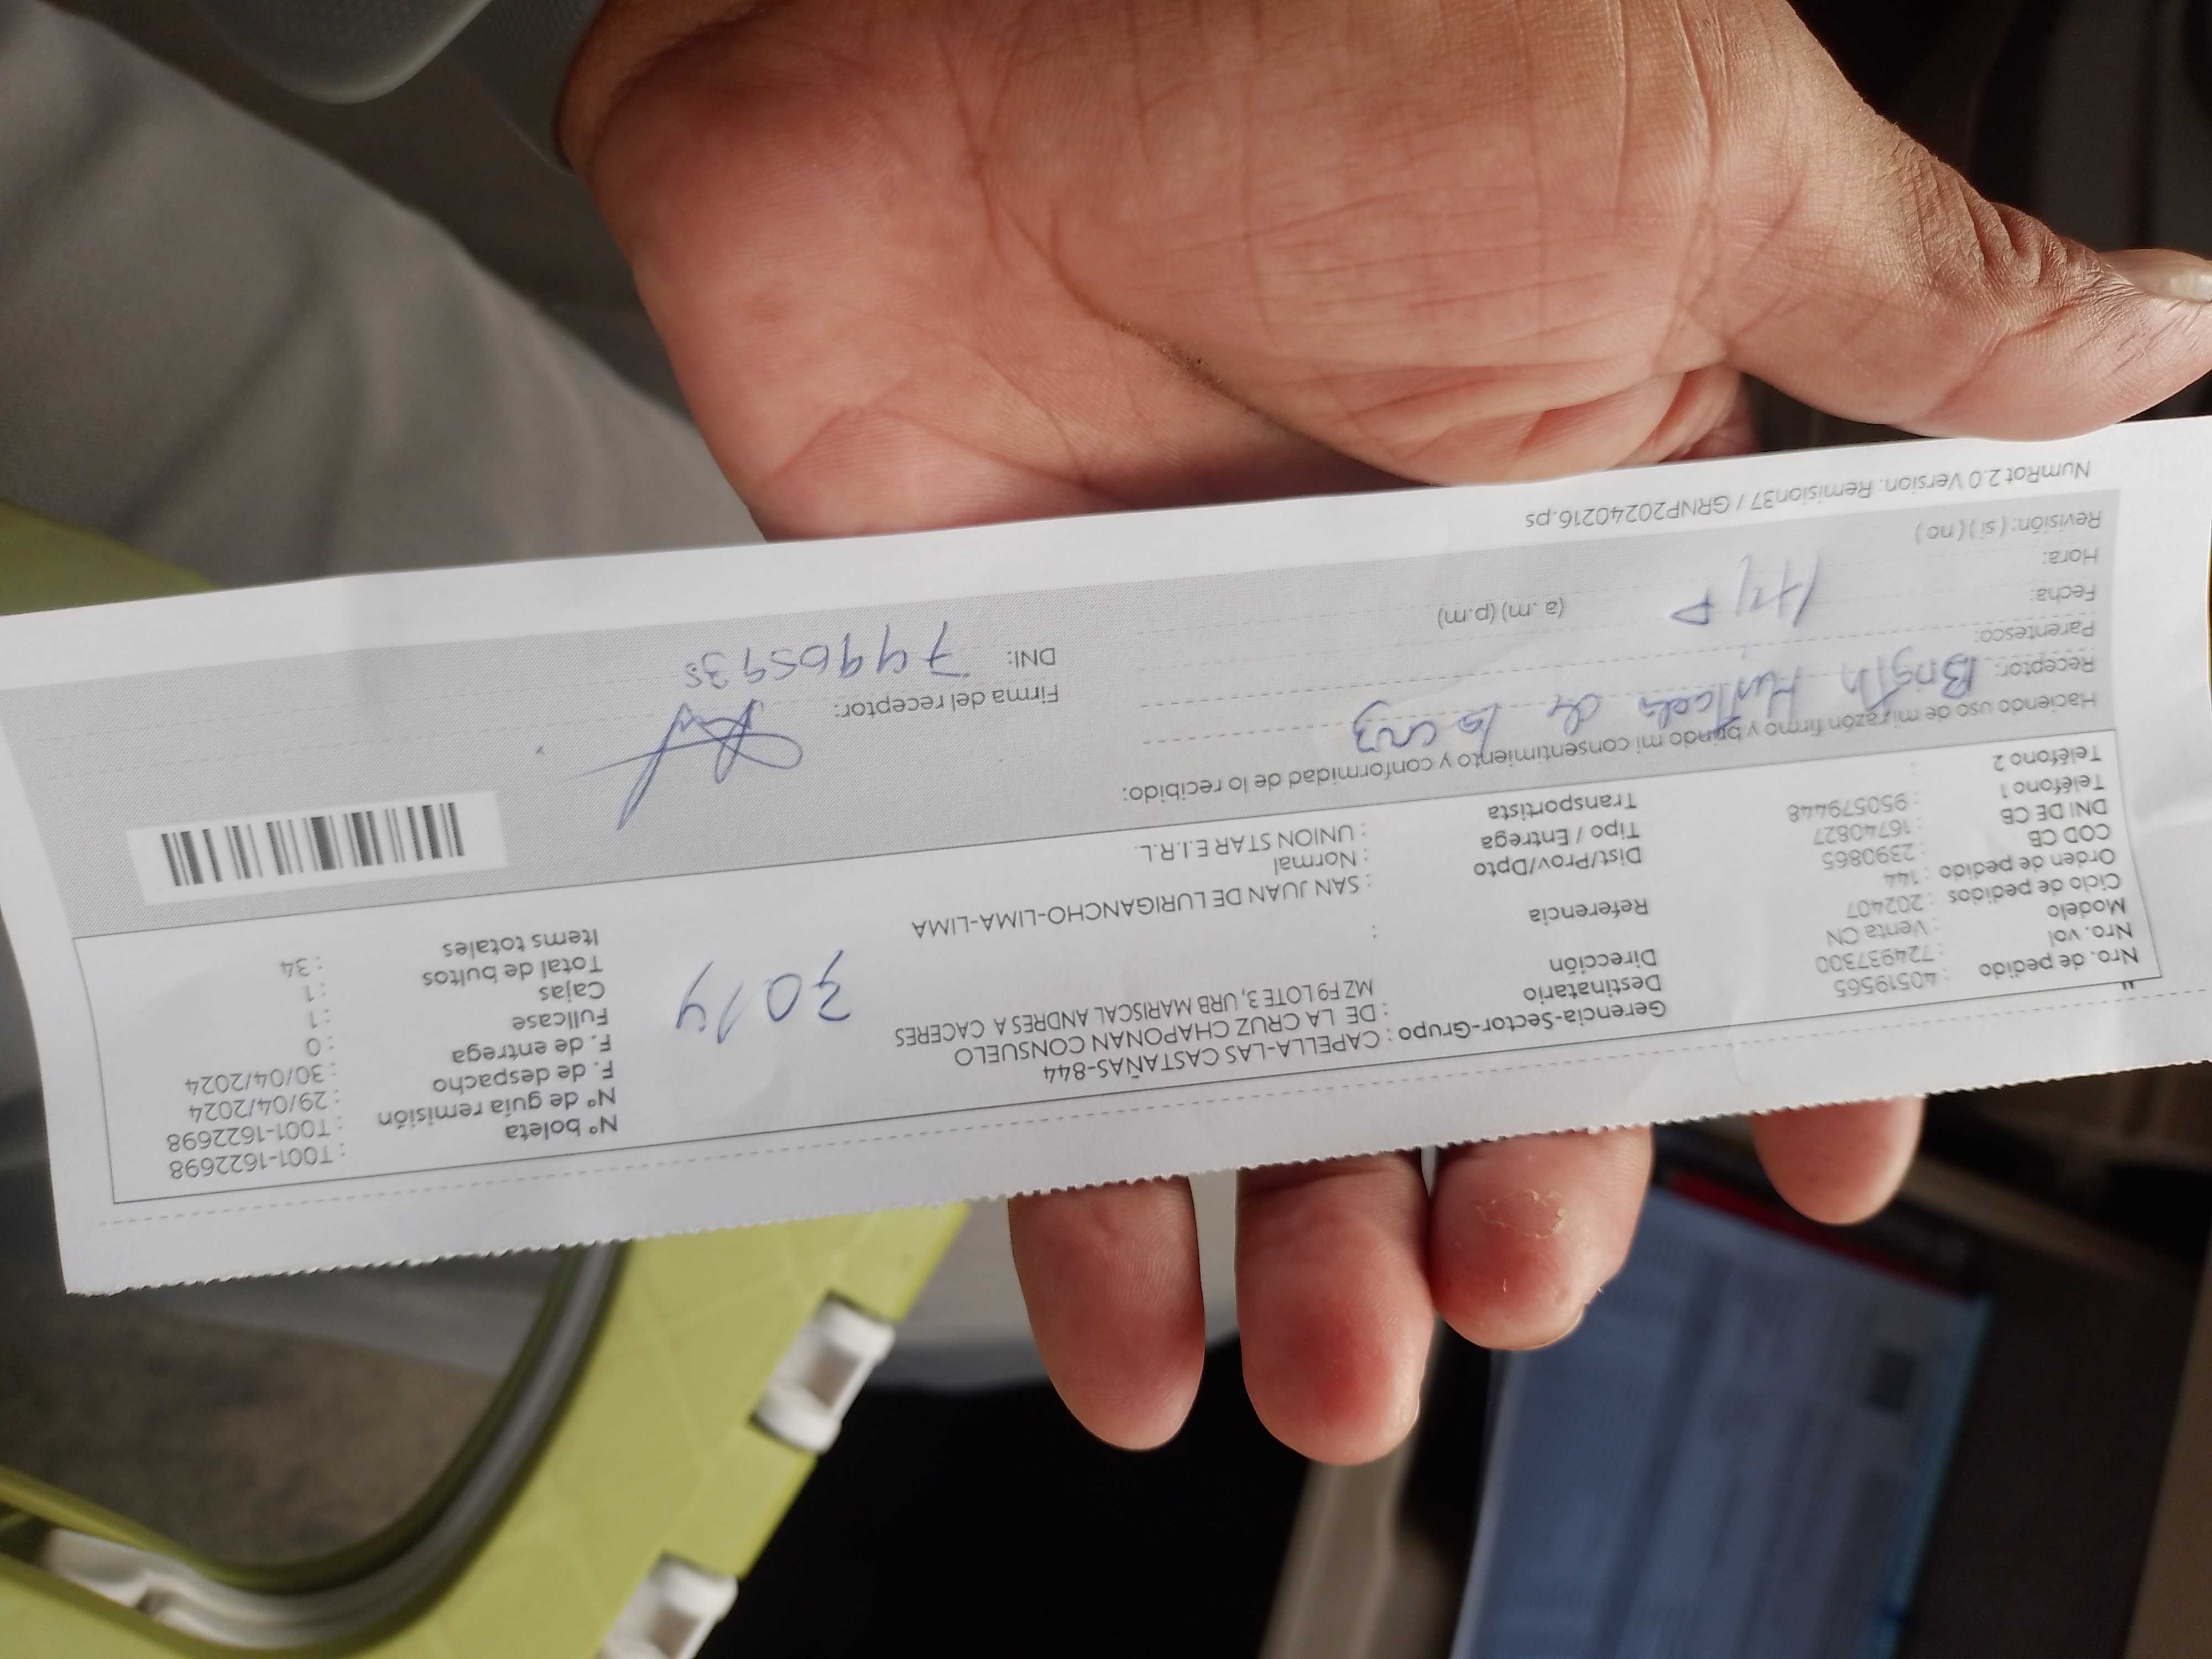 Nro. de pedido : 40519565
Nro. vol : 724937300
Modelo : Venta CN
Ciclo de pedidos : 202407
Orden de pedido : 144
COD CB : 2390865
DNI DE CB : 16740827
Teléfono 1 : 950579448
Teléfono 2 :
Gerencia-Sector-Grupo : CAPELLA-LAS CASTAÑAS-844
Destinatario : DE LA CRUZ CHAPONAN CONSUELO
Dirección MZ F9 LOTE 3, URB MARISCAL ANDRES A CACERES
Referencia :
Dist/Prov/Dpto : SAN JUAN DE LURIGANCHO-LIMA-LIMA
Tipo / Entrega : Normal
Transportista : UNION STAR E.I.R.L.
Nº boleta : T001-1622698
Nº de guía remisión : T001-1622698
F. de despacho : 29/04/2024
F. de entrega : 30/04/2024
Fullcase : 0
Cajas : 1
Total de bultos : 1
Items totales : 34
Haciendo uso de mi razón firmo y brindo mi consentimiento y conformidad de lo recibido:
Receptor: de la cruz
Parentesco:
Fecha:
Hora: (a.m) (p.m)
Revisión: ( si ) ( no )
Firma del receptor:
DNI:
NumRot 2.0 Version: Remision37 / GRNP20240216.ps